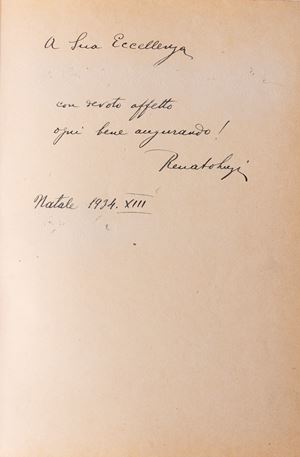 A Sua Eccellenza
con devoto affetto
ogni bene augurando!
Natale 1934. XIII